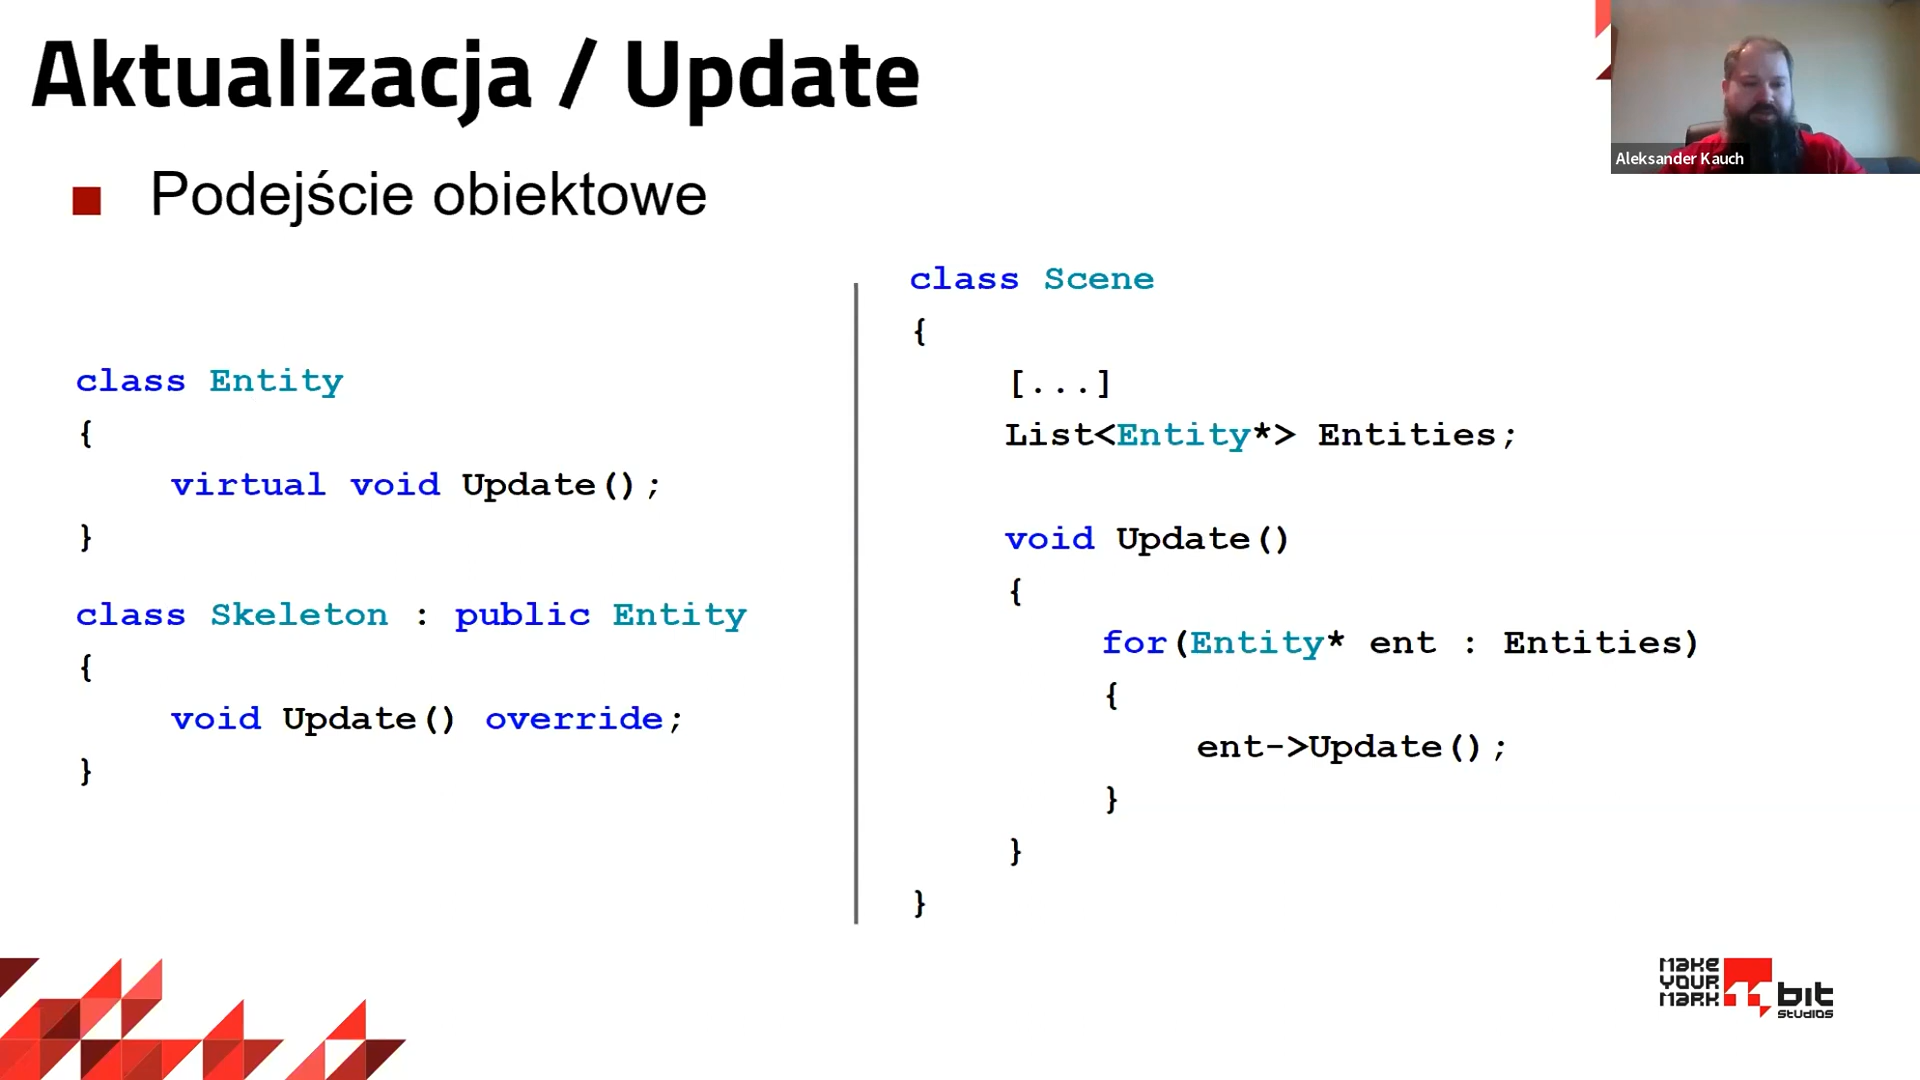 Aktualizacja / Update
Aleksander Kauch
■ Podejście obiektowe
class Entity
{
virtual void Update();
}
class Skeleton : public Entity
{
void Update() override;
}
class Scene
{
[...]
List<Entity*> Entities;
void Update()
{
for(Entity* ent : Entities)
{
ent->Update();
}
}
}
MAKE
YOUR
MARK
11 bit
STUDIOS